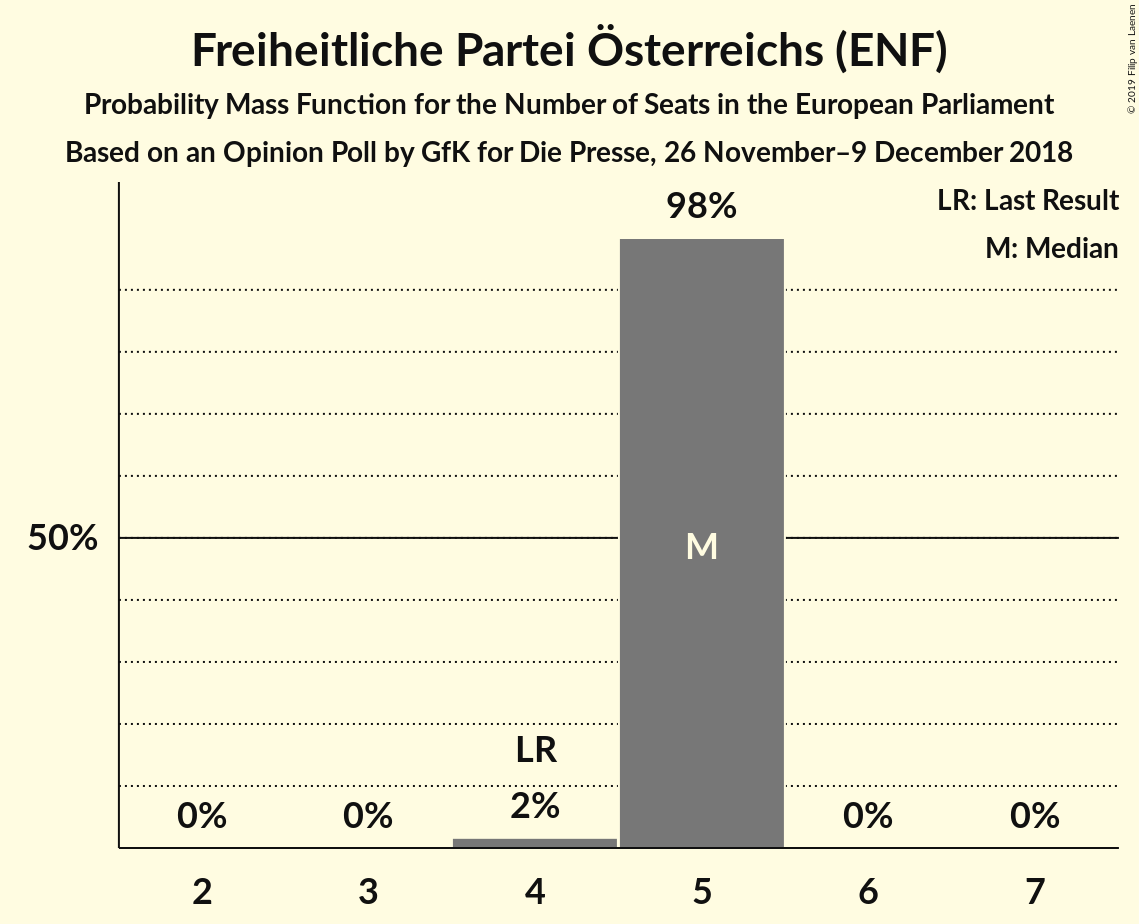 Freiheitliche Partei Österreichs (ENF)
Probability Mass Function for the Number of Seats in the European Parliament
Based on an Opinion Poll by GfK for Die Presse, 26 November–9 December 2018
© 2019 Filip van Laenen
LR: Last Result
M: Median
98%
50%
M
LR
0%
0%
2%
0%
0%
2
3
4
5
6
7